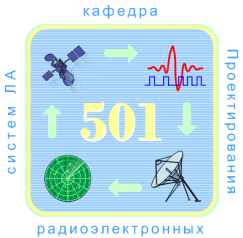 кафедра
Проектирования
радиоэлектронных
систем ЛА
501